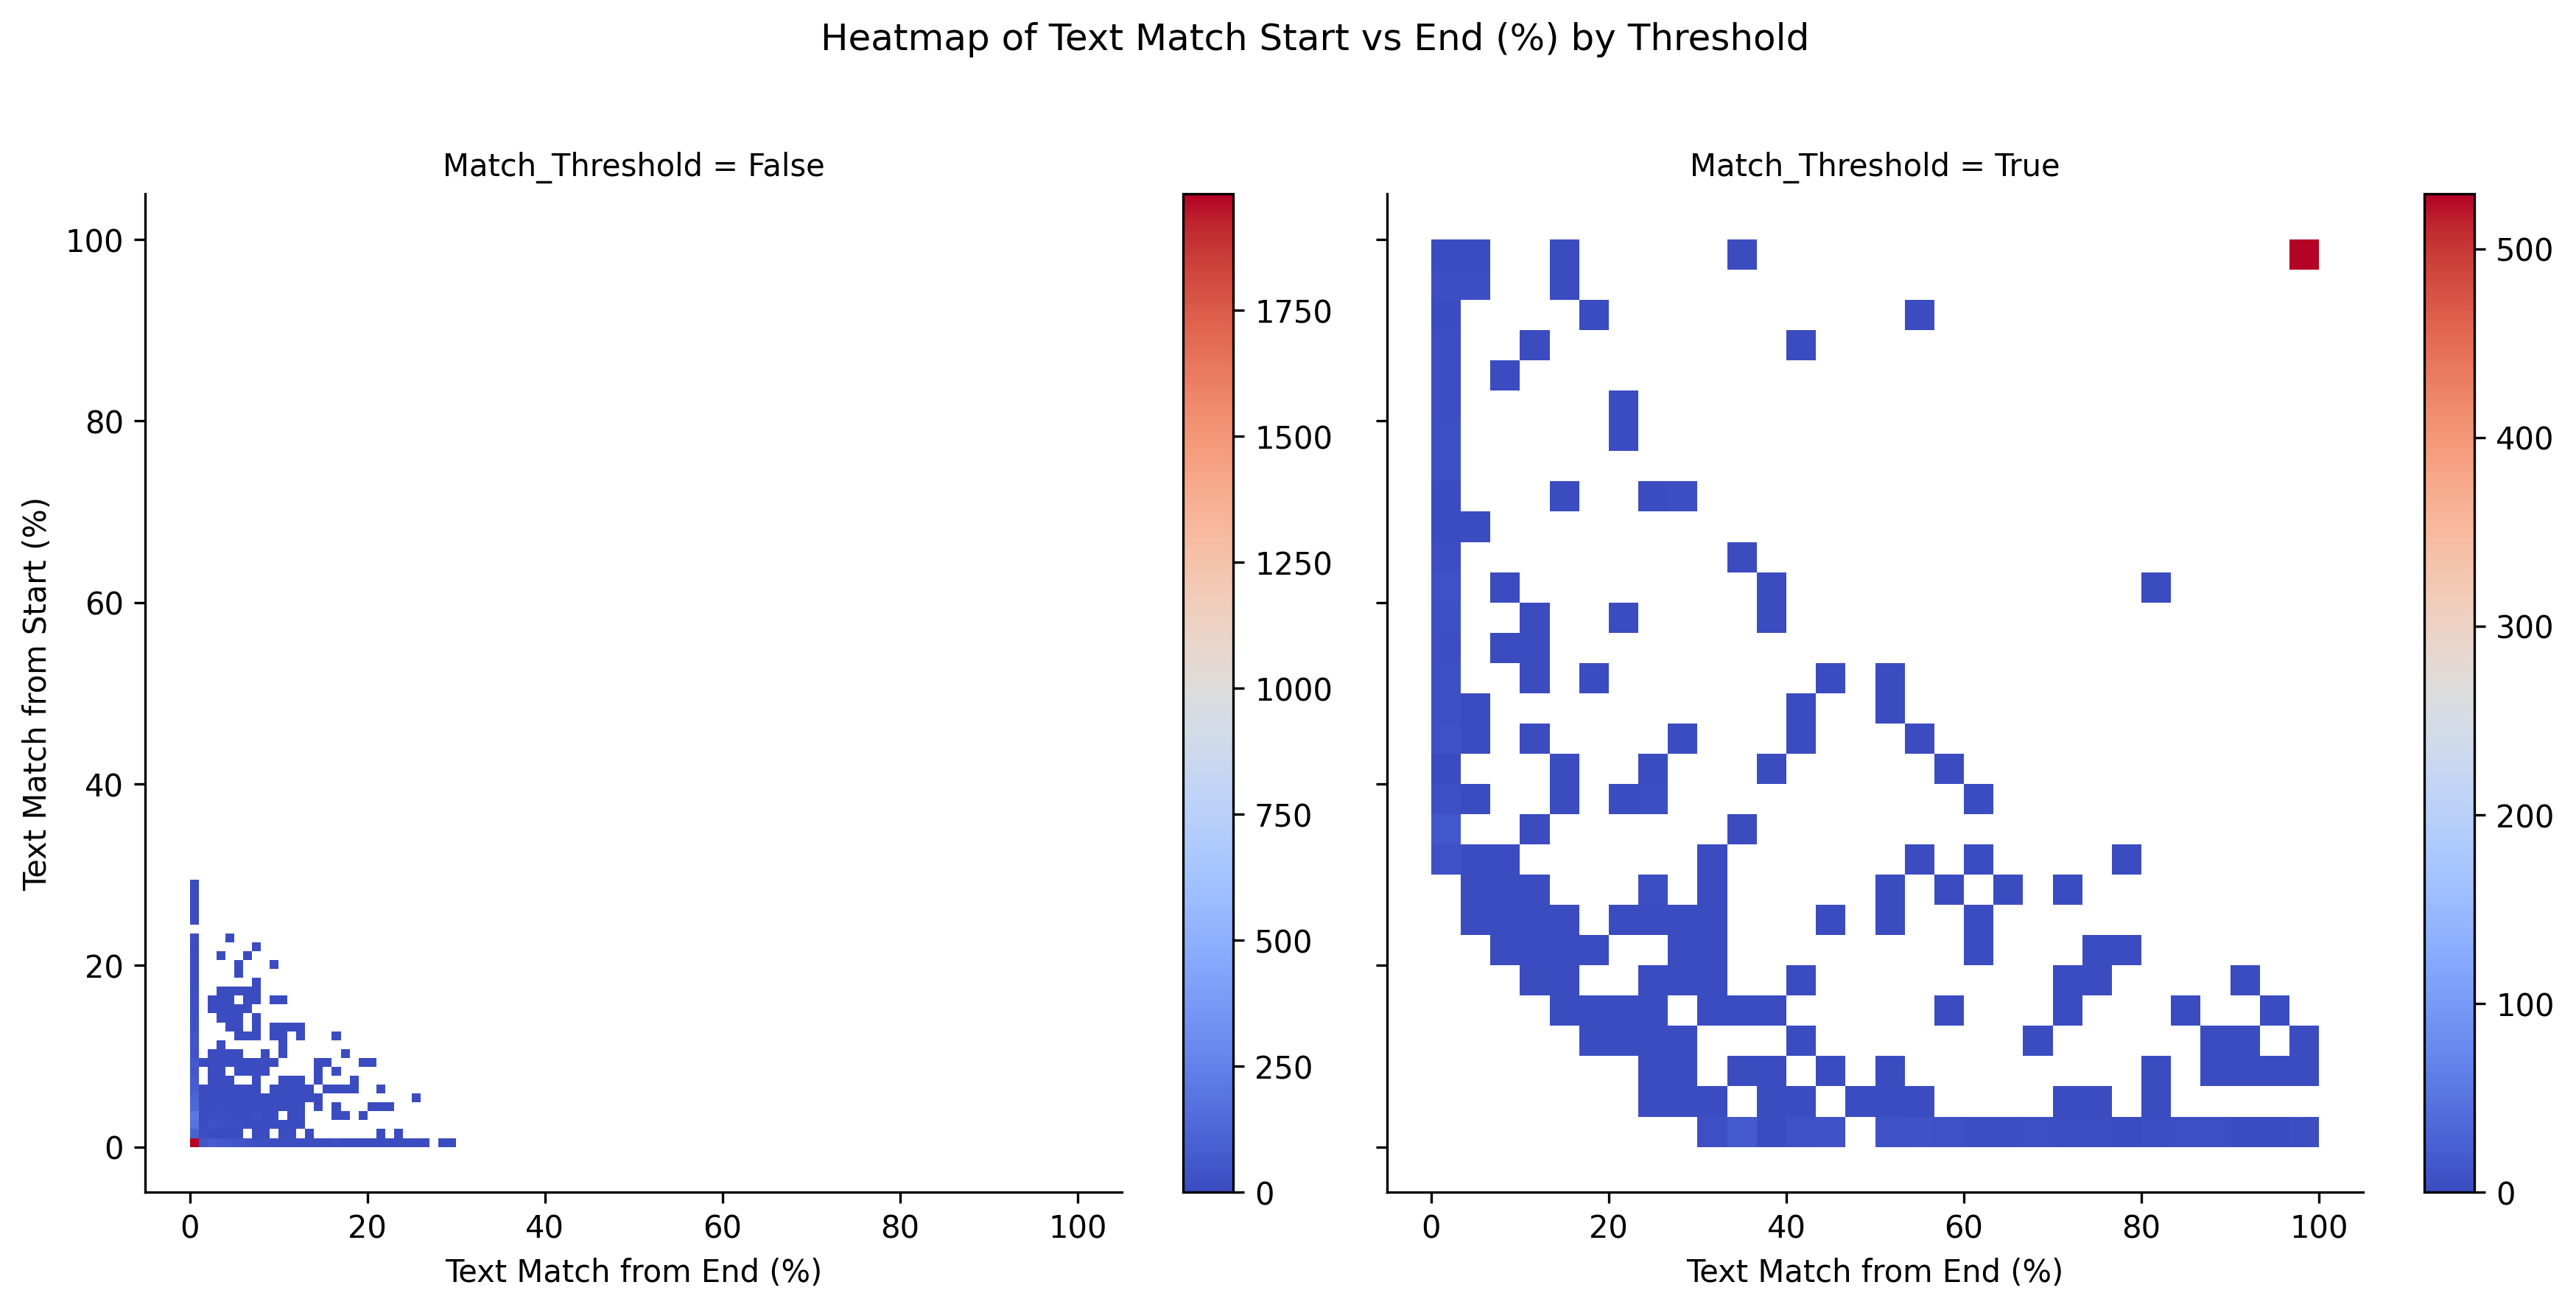 Heatmap of Text Match Start vs End (%) by Threshold
Match_Threshold = False
Match_Threshold = True
Text Match from Start (%)
100
80
60
40
20
0
0 20 40 60 80 100
Text Match from End (%)
1750
1500
1250
1000
750
500
250
0
0 20 40 60 80 100
Text Match from End (%)
500
400
300
200
100
0